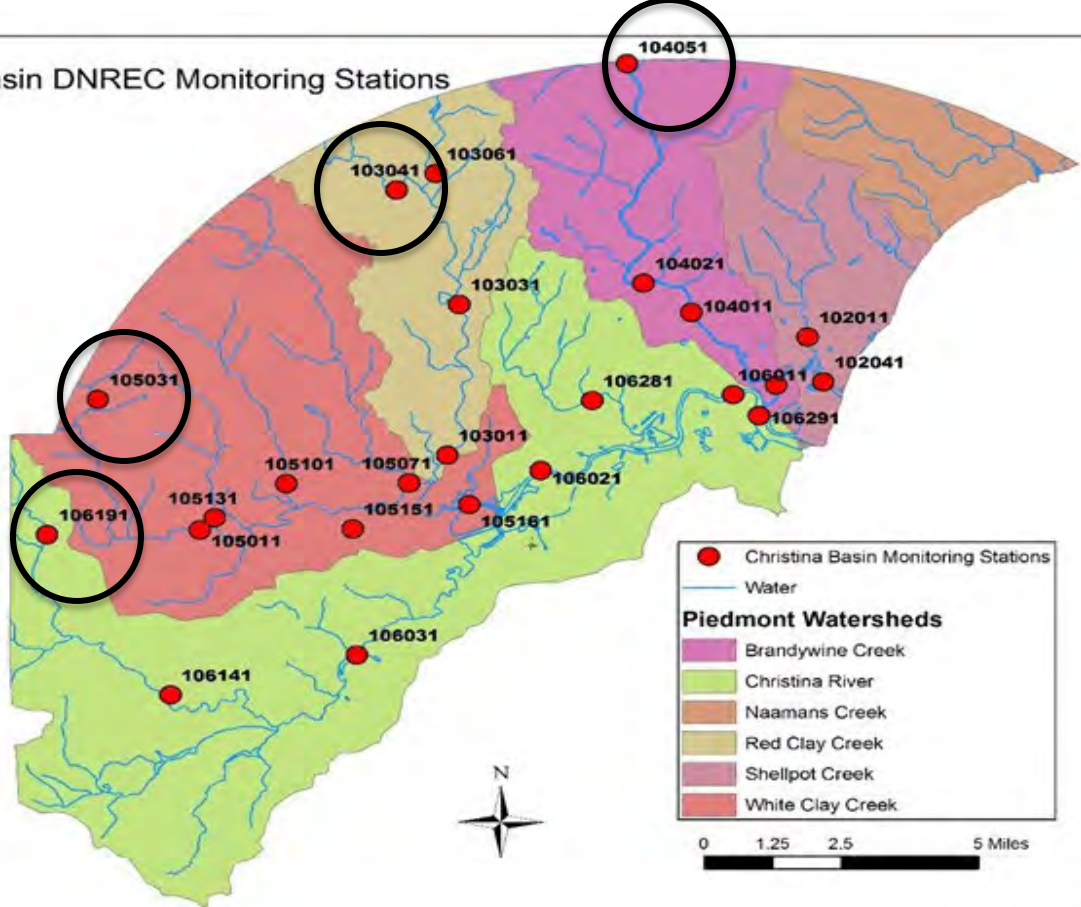 asin DNREC Monitoring Stations
104051
103061
103041
103031
104021
104011
102011
102041
105031
106281
106011
106291
103011
105101
105071
106021
106191
105131
105151
105161
105011
106031
106141
Christina Basin Monitoring Stations
Water
Piedmont Watersheds
Brandywine Creek
Christina River
Naamans Creek
Red Clay Creek
Shellpot Creek
White Clay Creek
N
0 1.25 2.5 5 Miles